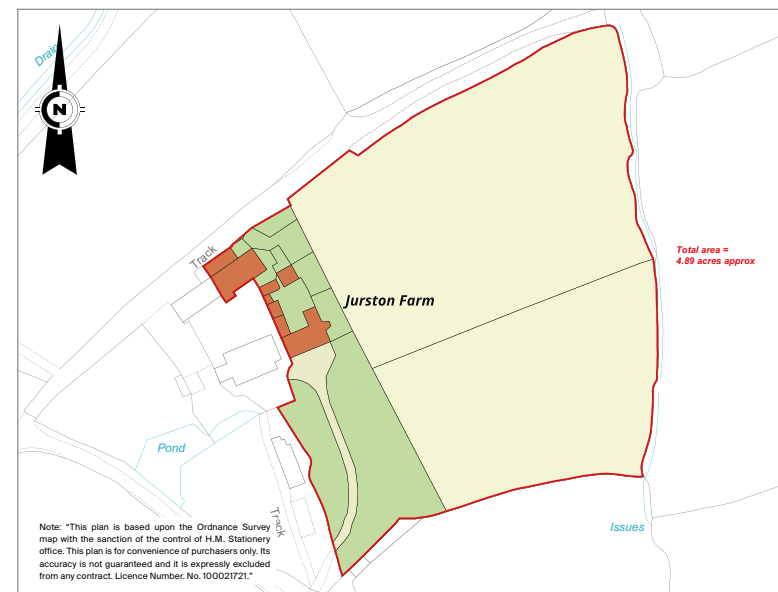 Drain
N
Track
Total area =
4.89 acres approx
Jurston Farm
Pond
Track
Issues
Note: “This plan is based upon the Ordnance Survey
map with the sanction of the control of H.M. Stationery
office. This plan is for convenience of purchasers only. Its
accuracy is not guaranteed and it is expressly excluded
from any contract. Licence Number. No. 100021721.”